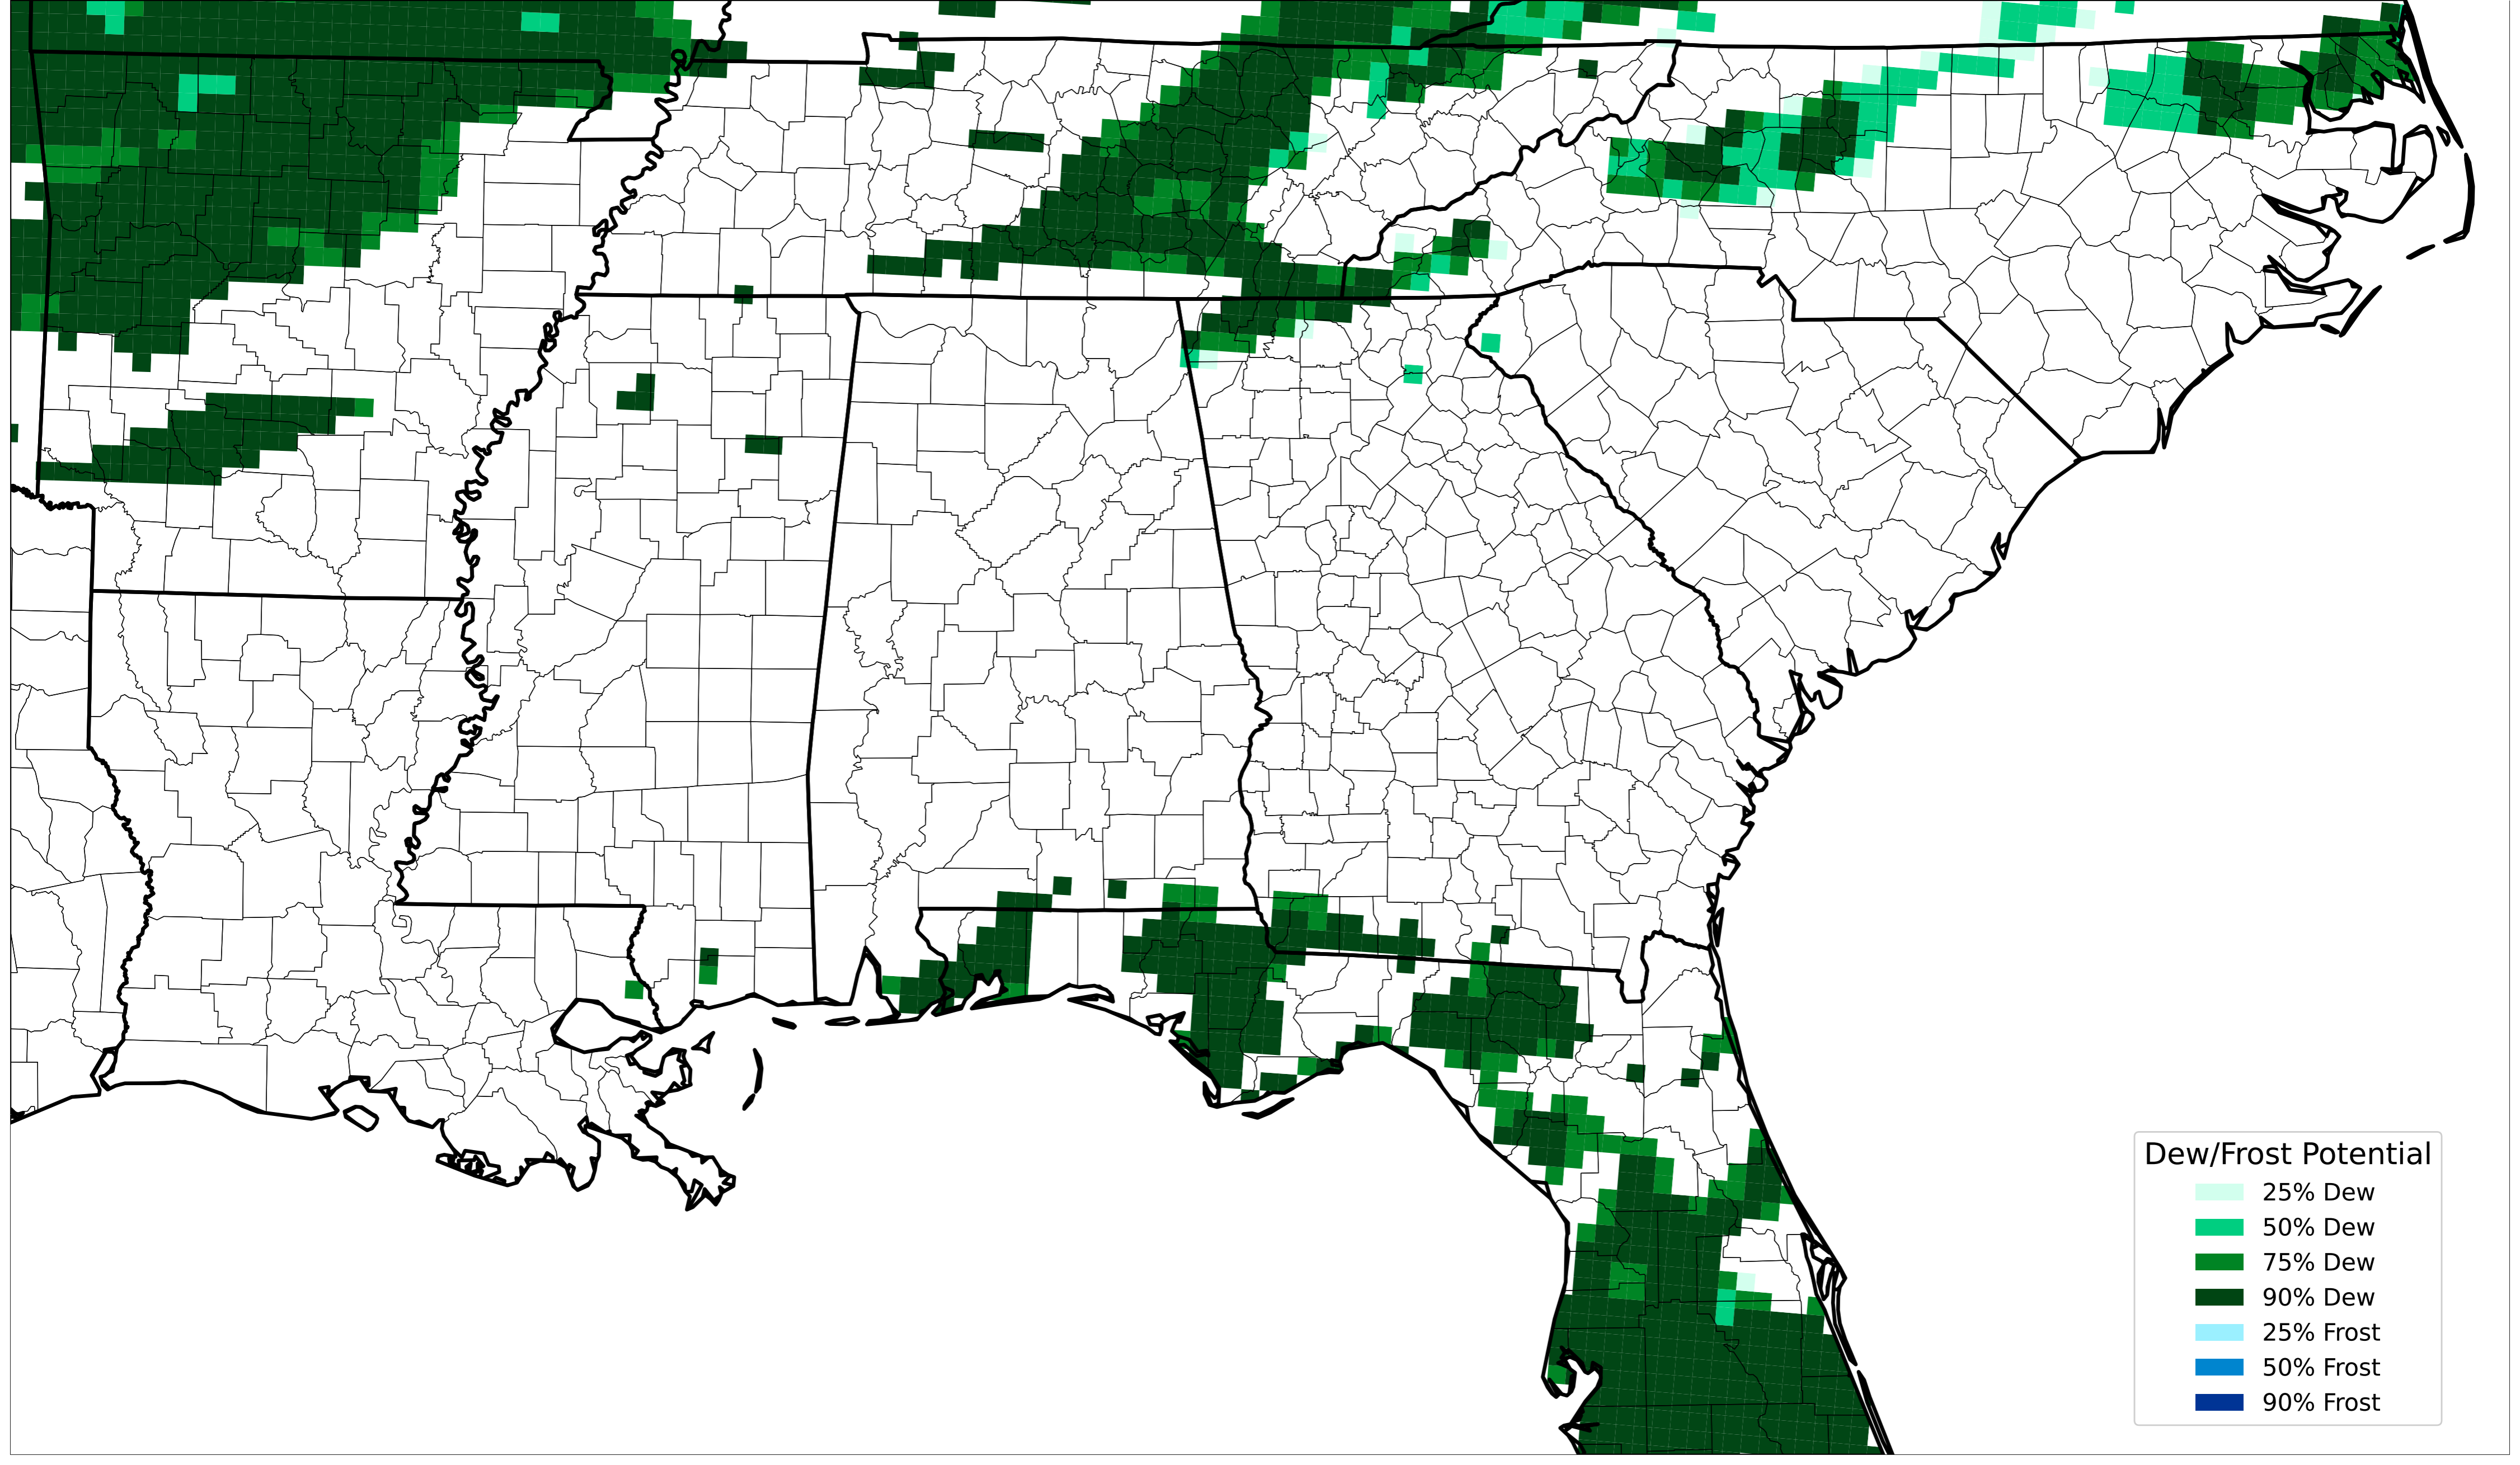 Dew/Frost Potential
25% Dew
50% Dew
75% Dew
90% Dew
25% Frost
50% Frost
90% Frost